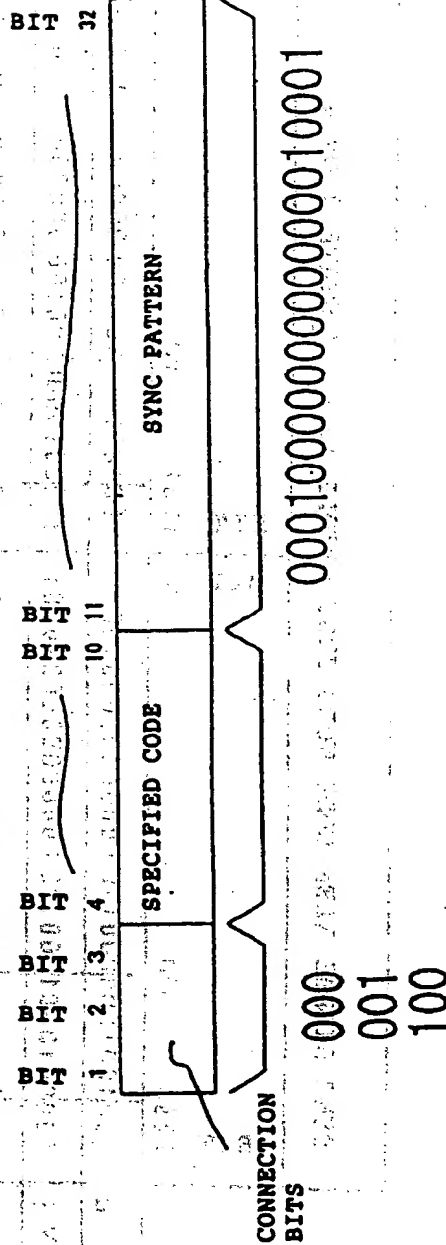 BIT 1
BIT 2
BIT 3
BIT 4
BIT 10
BIT 11
BIT 32
SPECIFIED CODE
SYNC PATTERN
CONNECTION
BITS
000
001
100
0001000000000000010001